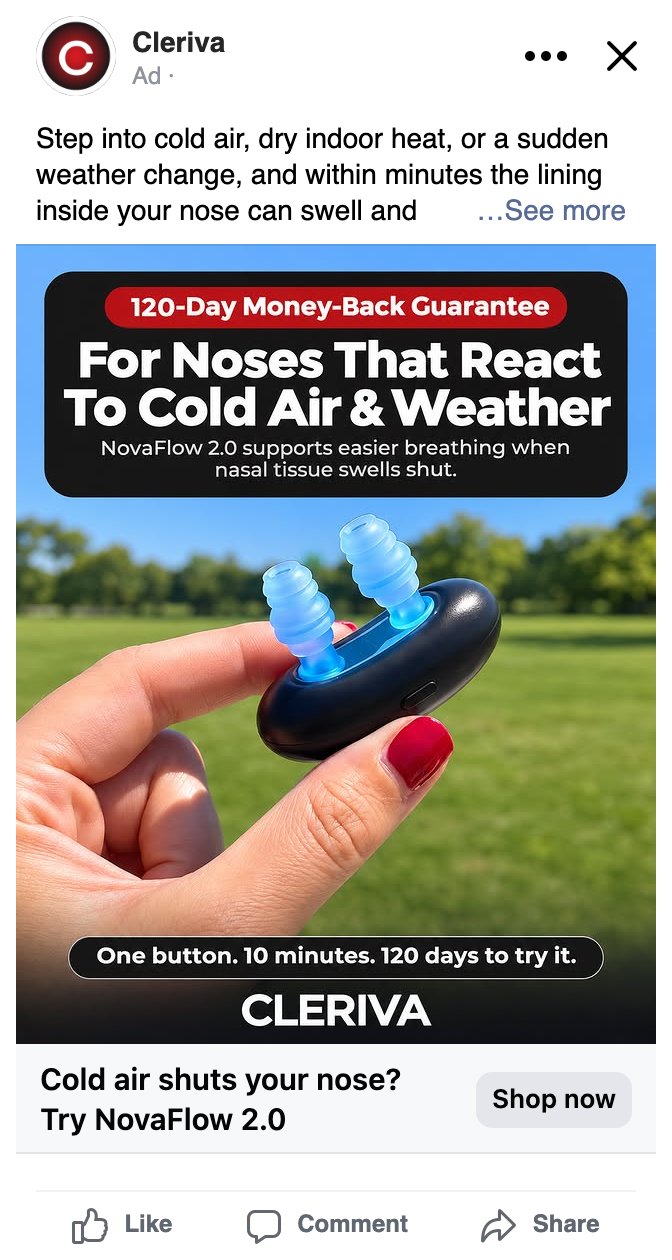 C
Cleriva
Ad ·
Step into cold air, dry indoor heat, or a sudden
weather change, and within minutes the lining
inside your nose can swell and ...See more
120-Day Money-Back Guarantee
For Noses That React
To Cold Air & Weather
NovaFlow 2.0 supports easier breathing when
nasal tissue swells shut.
One button. 10 minutes. 120 days to try it.
CLERIVA
Cold air shuts your nose?
Try NovaFlow 2.0
Shop now
Like
Comment
Share